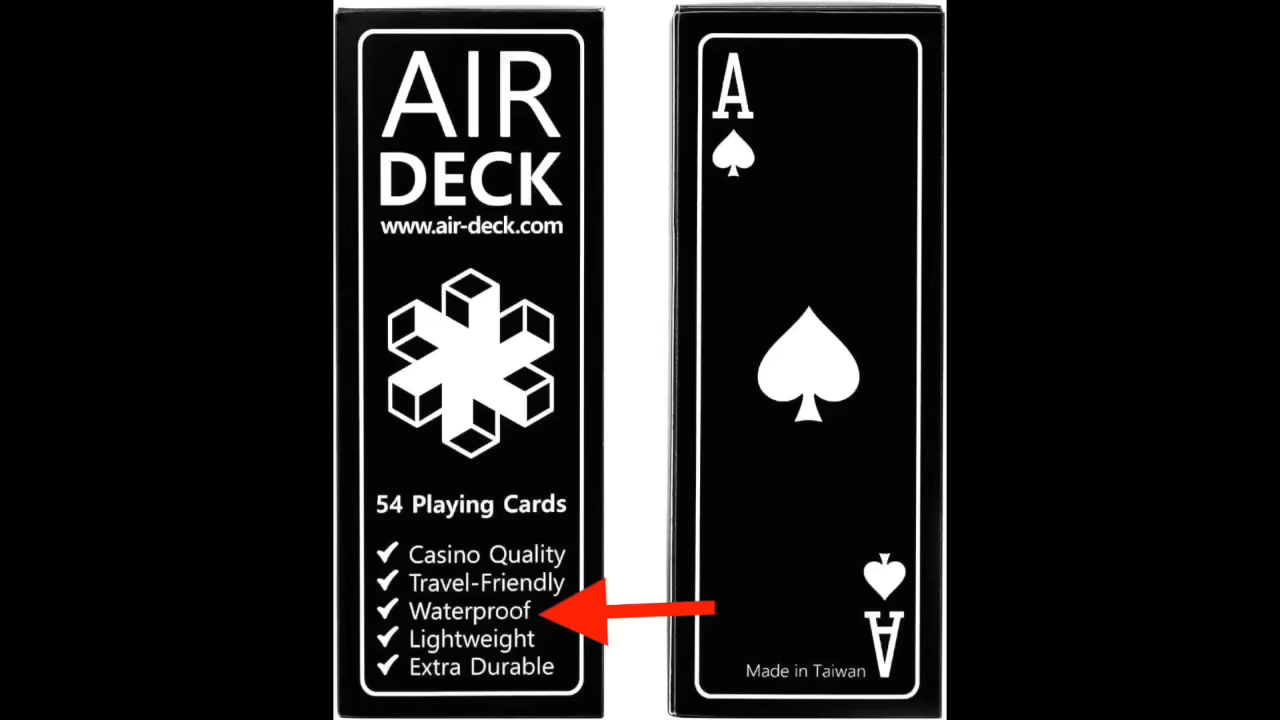 AIR
DECK
www.air-deck.com
54 Playing Cards
✔ Casino Quality
✔ Travel-Friendly
✔ Waterproof
✔ Lightweight
✔ Extra Durable
A
Made in Taiwan
A